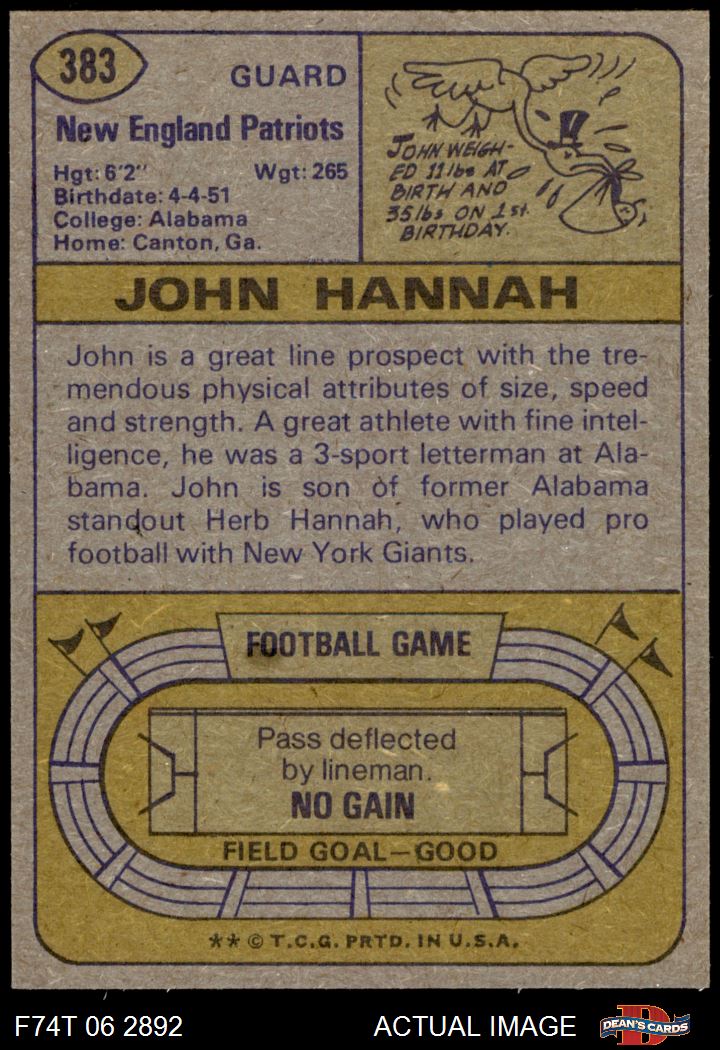 383
GUARD
New England Patriots
Hgt: 6'2" Wgt: 265
Birthdate: 4-4-51
College: Alabama
Home: Canton, Ga.
JOHN WEIGH-
ED 11 lbs AT
BIRTH AND
35 lbs ON 1st.
BIRTHDAY.
JOHN HANNAH
John is a great line prospect with the tre-
mendous physical attributes of size, speed
and strength. A great athlete with fine intel-
ligence, he was a 3-sport letterman at Ala-
bama. John is son of former Alabama
standout Herb Hannah, who played pro
football with New York Giants.
FOOTBALL GAME
Pass deflected
by lineman.
NO GAIN
FIELD GOAL—GOOD
** © T.C.G. PRTD. IN U.S.A.
F74T 06 2892 ACTUAL IMAGE
D
DEAN'S CARDS